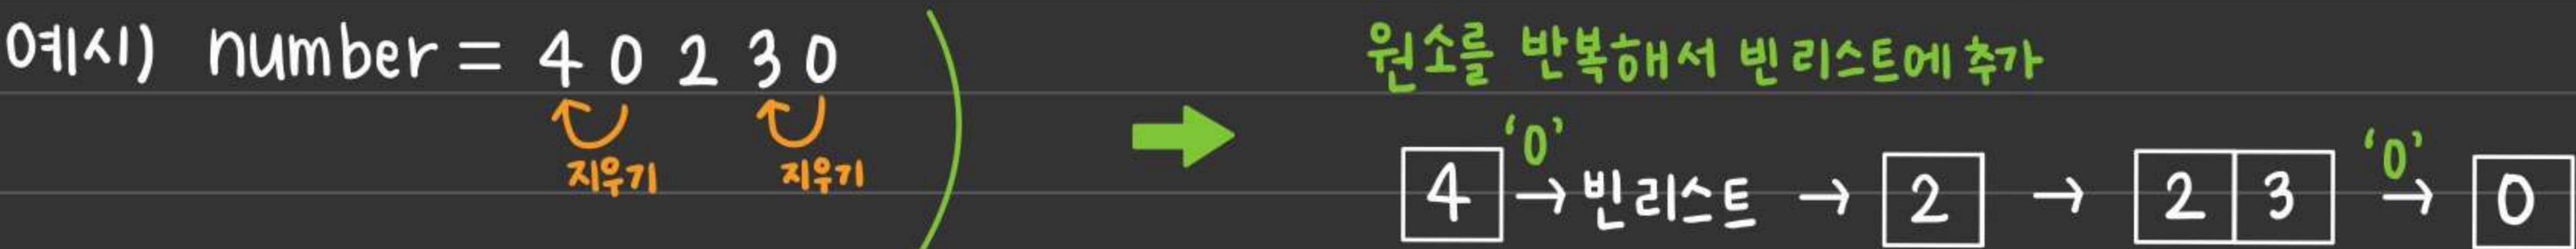 예시) number = 4 0 2 3 0
지우기 지우기
원소를 반복해서 빈 리스트에 추가
'0' '0'
4 → 빈 리스트 → 2 → 2 3 → 0